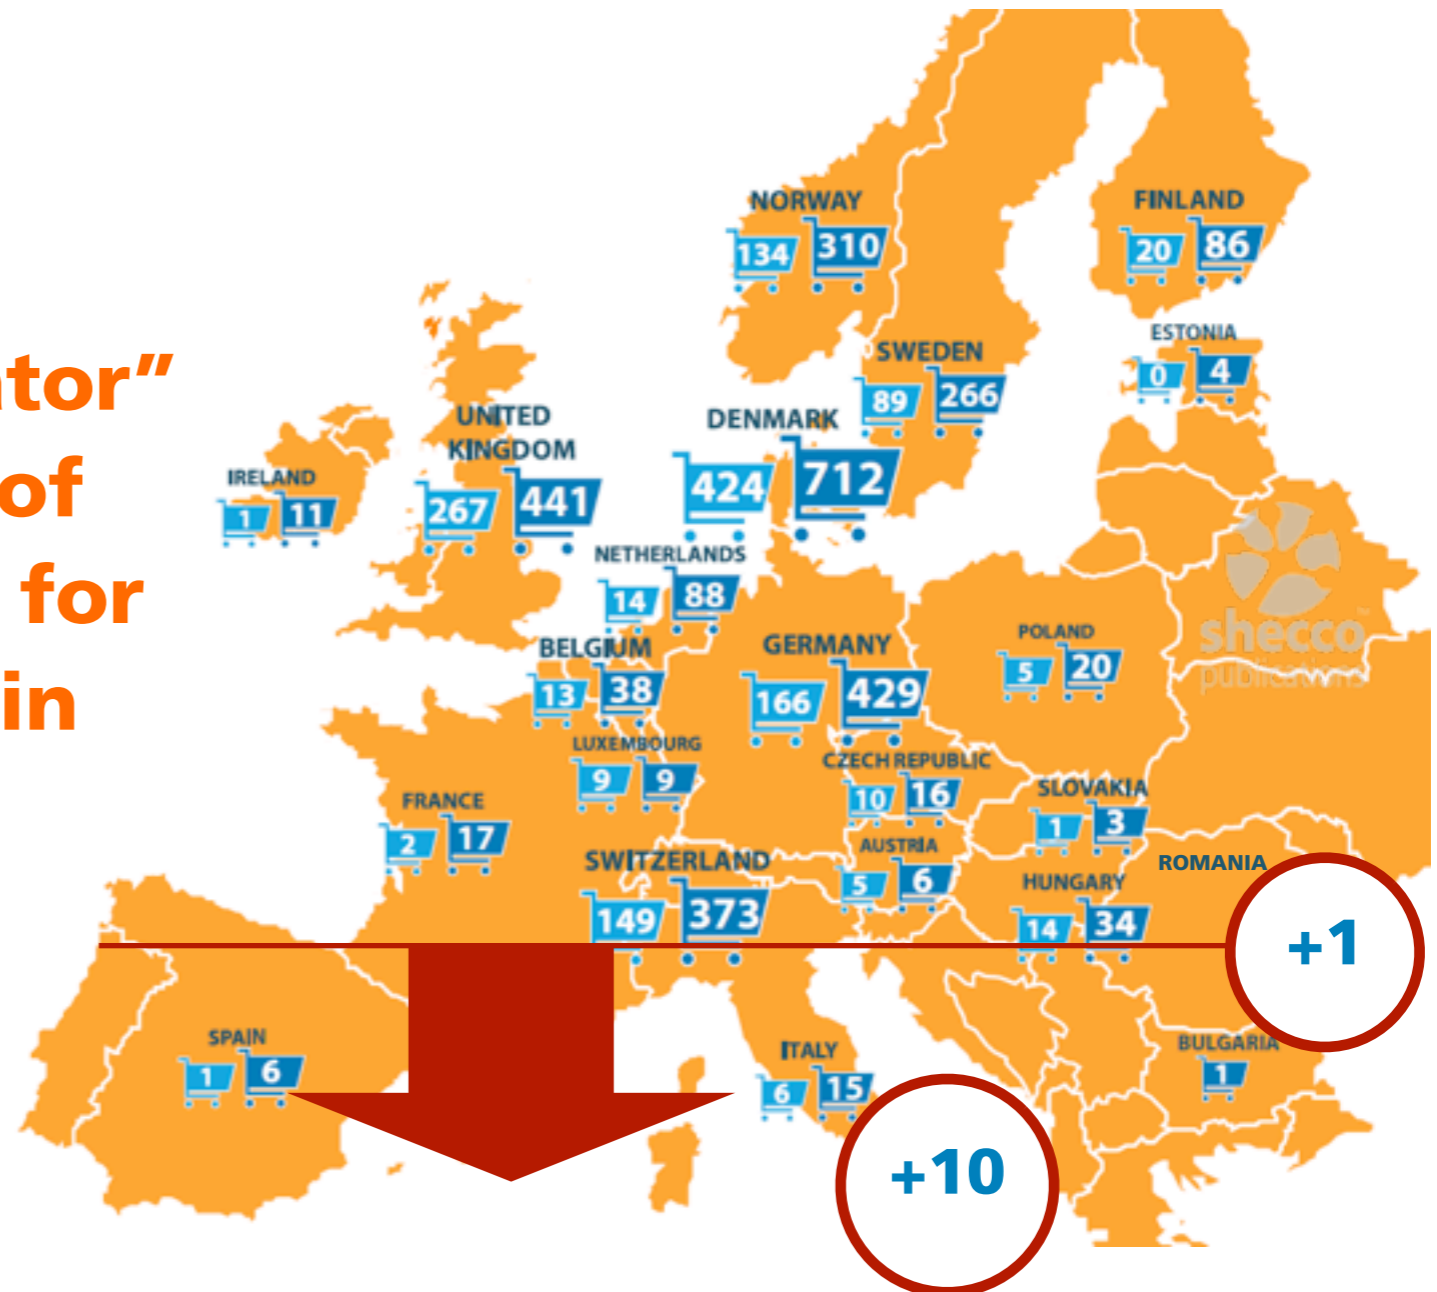 ator”
of
for
in
NORWAY
134 310
FINLAND
20 86
ESTONIA
0 4
SWEDEN
89 266
DENMARK
424 712
UNITED
KINGDOM
267 441
IRELAND
1 11
NETHERLANDS
14 88
BELGIUM
13 38
GERMANY
166 429
POLAND
5 20
shecco
publications
LUXEMBOURG
9 9
CZECH REPUBLIC
10 16
SLOVAKIA
1 3
FRANCE
2 17
AUSTRIA
5 6
SWITZERLAND
149 373
ROMANIA
HUNGARY
14 34
+1
SPAIN
1 6
ITALY
6 15
BULGARIA
1
+10